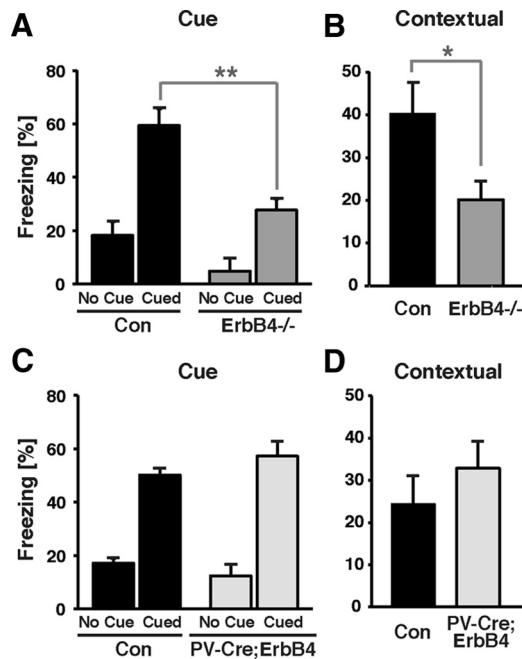 A
Cue
Freezing [%]
80
60
40
20
0
**
No Cue Cued No Cue Cued
Con ErbB4-/-
B
Contextual
50
40
30
20
10
0
*
Con ErbB4-/-
C
Cue
Freezing [%]
80
60
40
20
0
No Cue Cued No Cue Cued
Con PV-Cre;ErbB4
D
Contextual
50
40
30
20
10
0
Con PV-Cre;
ErbB4